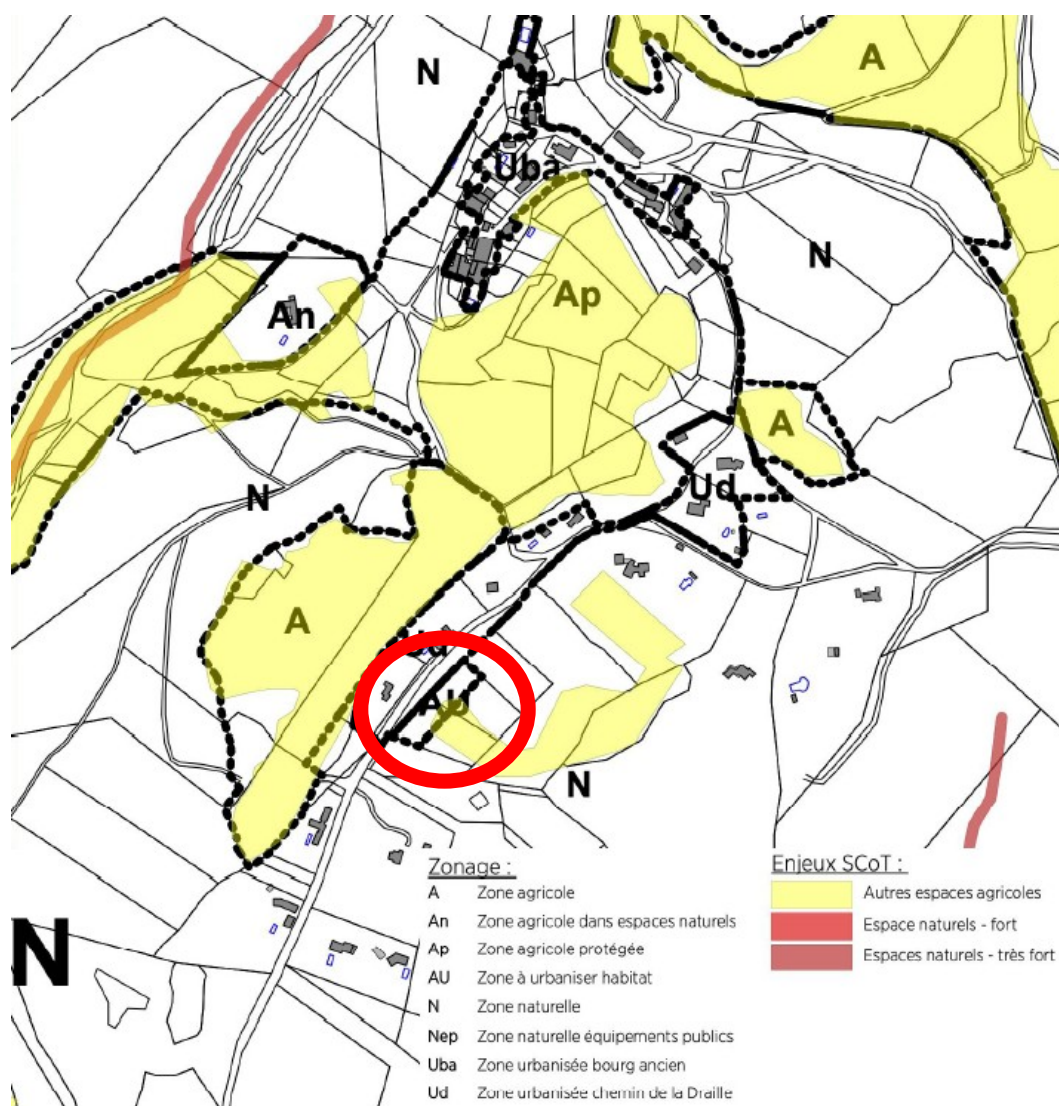 N
A
Uba
N
Ap
An
A
Ud
N
A
Ud
AU
N
N
Zonage :
A Zone agricole
An Zone agricole dans espaces naturels
Ap Zone agricole protégée
AU Zone à urbaniser habitat
N Zone naturelle
Nep Zone naturelle équipements publics
Uba Zone urbanisée bourg ancien
Ud Zone urbanisée chemin de la Draille
Enjeux SCoT :
Autres espaces agricoles
Espace naturels - fort
Espaces naturels - très fort